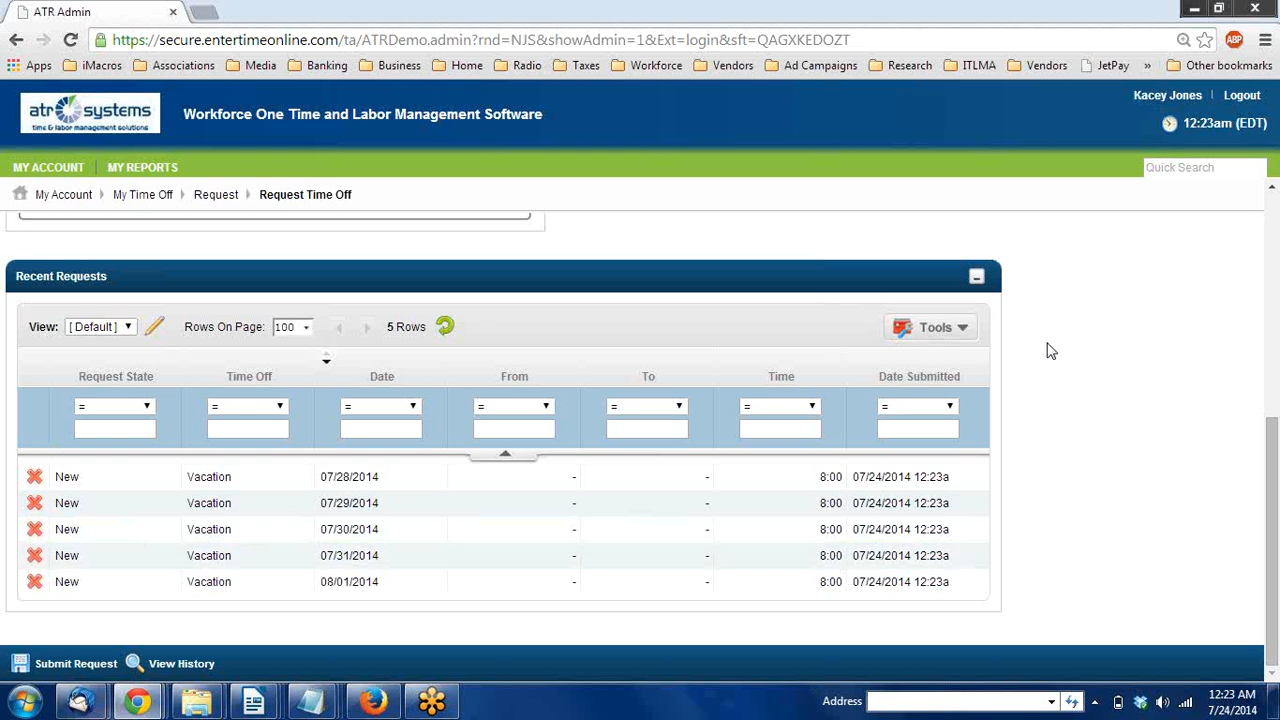 ATR Admin
https://secure.entertimeonline.com/ta/ATRDemo.admin?rnd=NJS&showAdmin=1&Ext=login&sft=QAGXKEDQZT
ABP
Apps iMacros Associations Media Banking Business Home Radio Taxes Workforce Vendors Ad Campaigns Research ITLMA Vendors JetPay » Other bookmarks
atr systems
time & labor management solutions
Workforce One Time and Labor Management Software
Kacey Jones Logout
12:23am (EDT)
MY ACCOUNT MY REPORTS
Quick Search
My Account My Time Off Request Request Time Off
Recent Requests
View: [ Default ] Rows On Page: 100 5 Rows Tools
Request State Time Off Date From To Time Date Submitted
= = = = = = =
New Vacation 07/28/2014 - - 8:00 07/24/2014 12:23a
New Vacation 07/29/2014 - - 8:00 07/24/2014 12:23a
New Vacation 07/30/2014 - - 8:00 07/24/2014 12:23a
New Vacation 07/31/2014 - - 8:00 07/24/2014 12:23a
New Vacation 08/01/2014 - - 8:00 07/24/2014 12:23a
Submit Request View History
Address
12:23 AM
7/24/2014